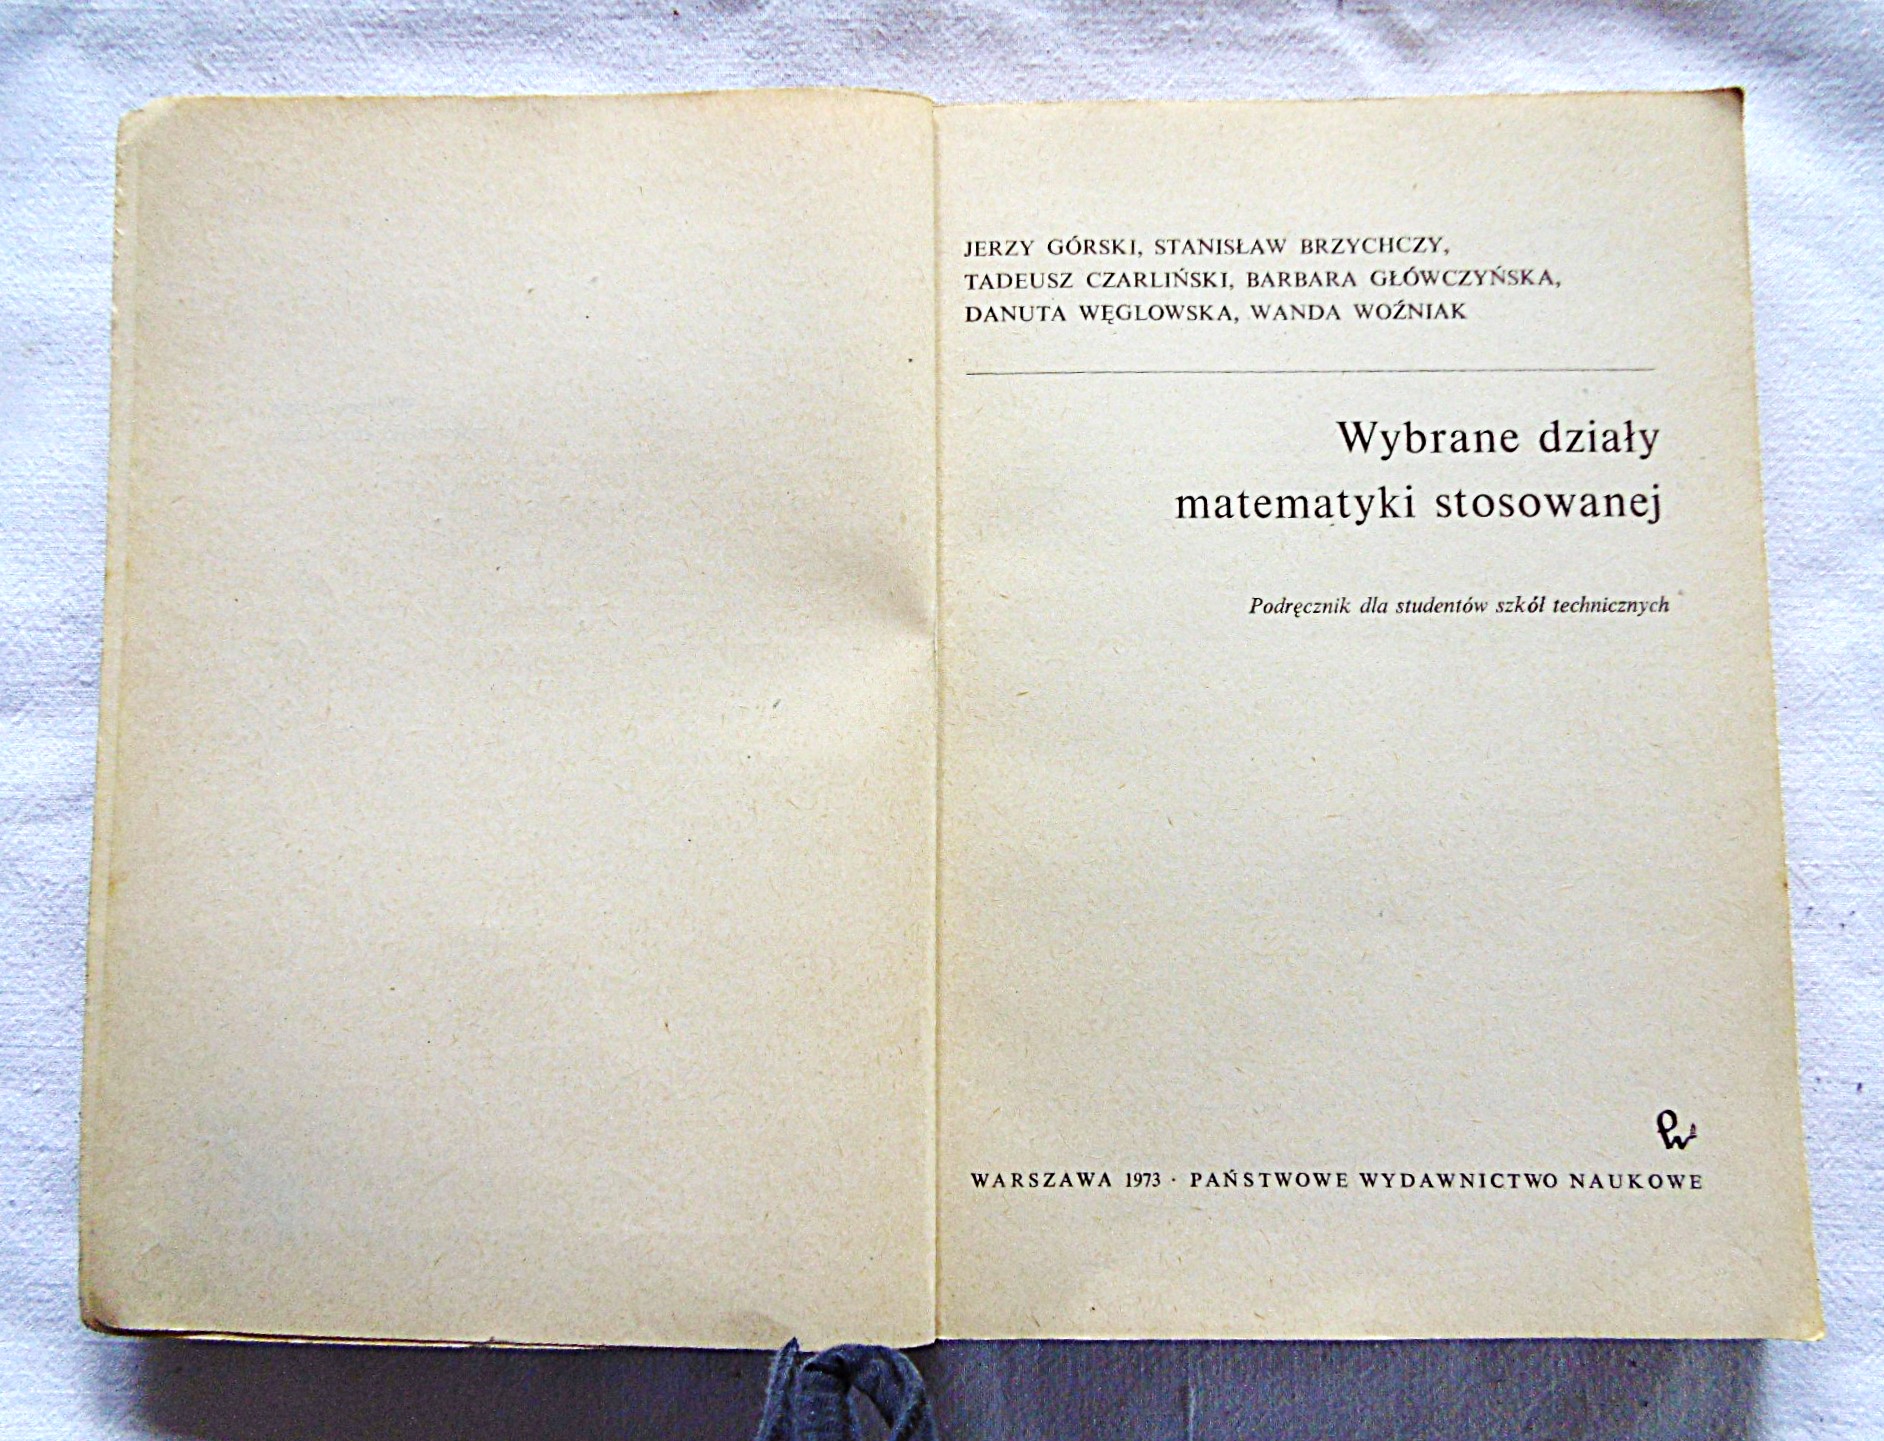 JERZY GÓRSKI, STANISŁAW BRZYCHCZY,
TADEUSZ CZARLIŃSKI, BARBARA GŁÓWCZYŃSKA,
DANUTA WĘGLOWSKA, WANDA WOŹNIAK
Wybrane działy
matematyki stosowanej
Podręcznik dla studentów szkół technicznych
WARSZAWA 1973 · PAŃSTWOWE WYDAWNICTWO NAUKOWE